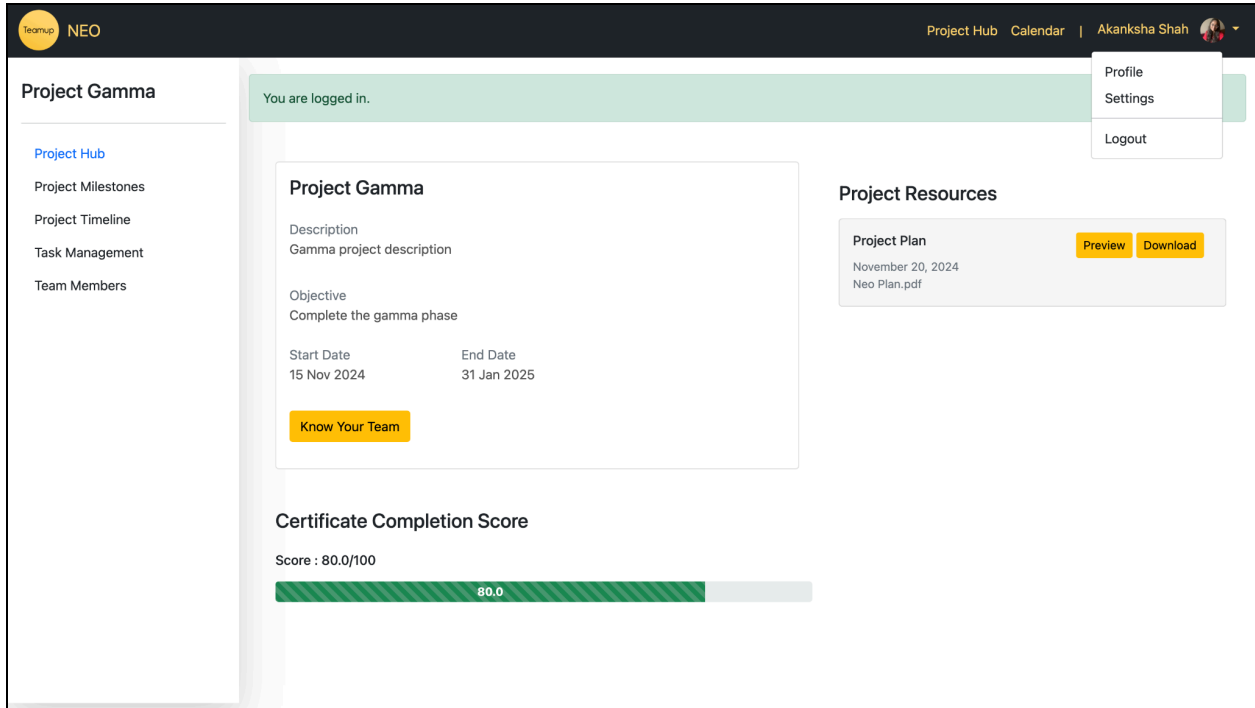 Teamup NEO
Project Hub Calendar | Akanksha Shah
Profile
Settings
Logout
Project Gamma
Project Hub
Project Milestones
Project Timeline
Task Management
Team Members
You are logged in.
Project Gamma
Description
Gamma project description
Objective
Complete the gamma phase
Start Date End Date
15 Nov 2024 31 Jan 2025
Know Your Team
Project Resources
Project Plan Preview Download
November 20, 2024
Neo Plan.pdf
Certificate Completion Score
Score : 80.0/100
80.0